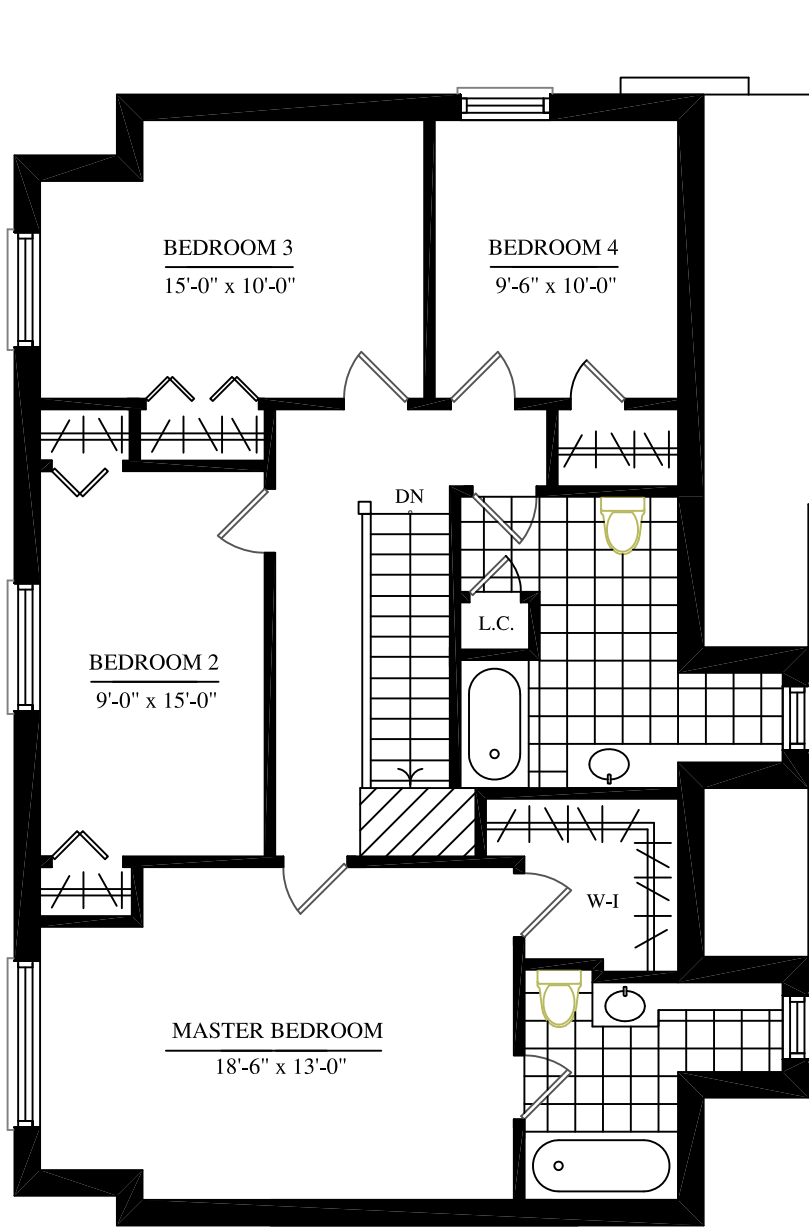 BEDROOM 3
15'-0" x 10'-0"
BEDROOM 4
9'-6" x 10'-0"
DN
L.C.
BEDROOM 2
9'-0" x 15'-0"
W-I
MASTER BEDROOM
18'-6" x 13'-0"